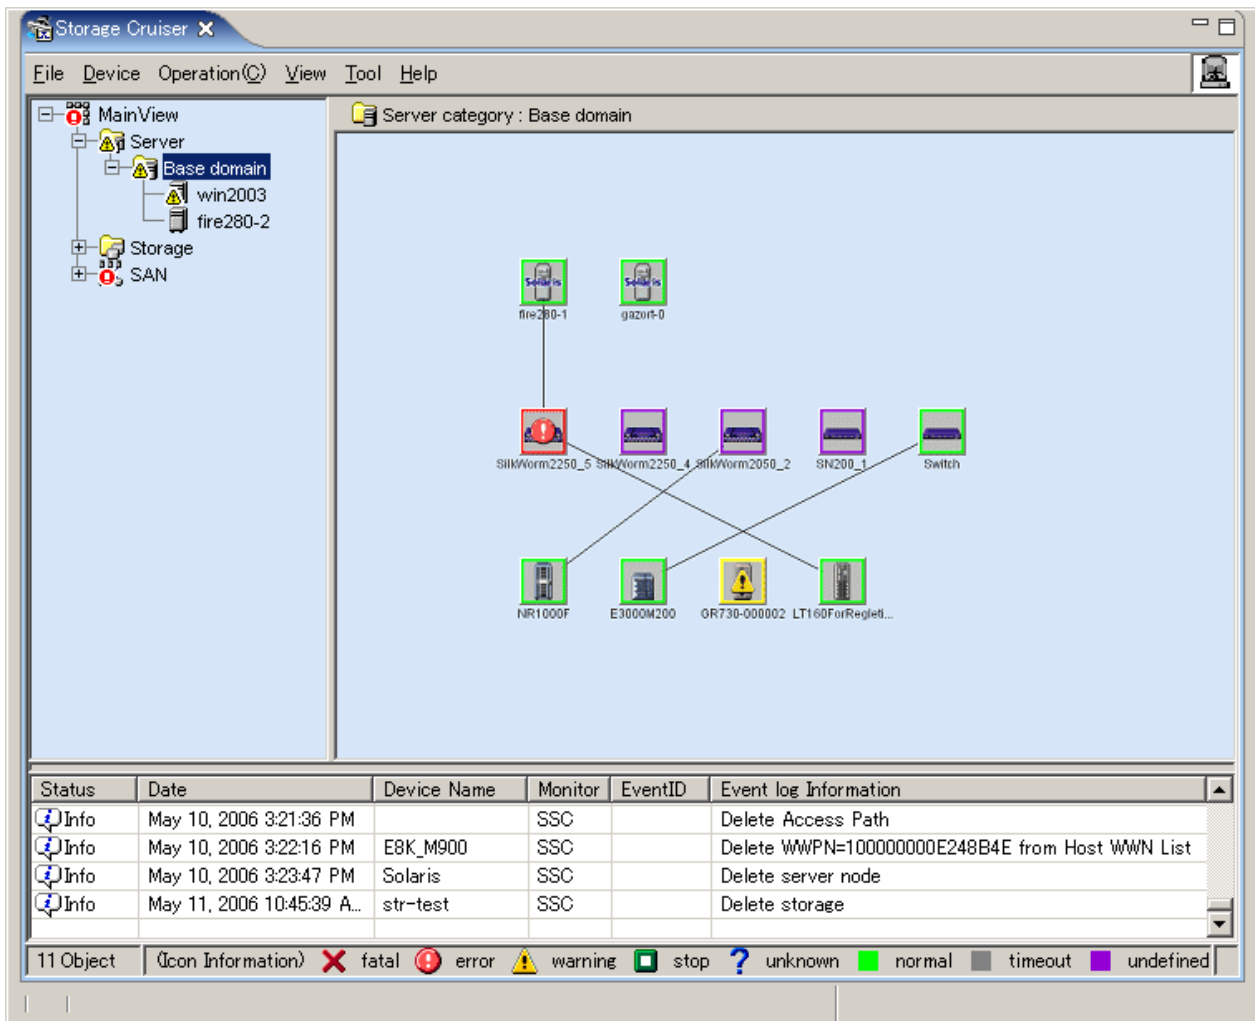 Storage Cruiser
File Device Operation(C) View Tool Help
MainView
Server
Base domain
win2003
fire280-2
Storage
SAN
Server category : Base domain
Solaris Solaris
fire280-1 gazort-0
SilkWorm2250_5 SilkWorm2250_4 SilkWorm2050_2 SN200_1 Switch
NR1000F E3000M200 GR730-000002 LT160ForRegleti...
Status Date Device Name Monitor EventID Event log Information
Info May 10, 2006 3:21:36 PM SSC Delete Access Path
Info May 10, 2006 3:22:16 PM E8K_M900 SSC Delete WWPN=100000000E248B4E from Host WWN List
Info May 10, 2006 3:23:47 PM Solaris SSC Delete server node
Info May 11, 2006 10:45:39 A... str-test SSC Delete storage
11 Object (Icon Information) fatal error warning stop unknown normal timeout undefined